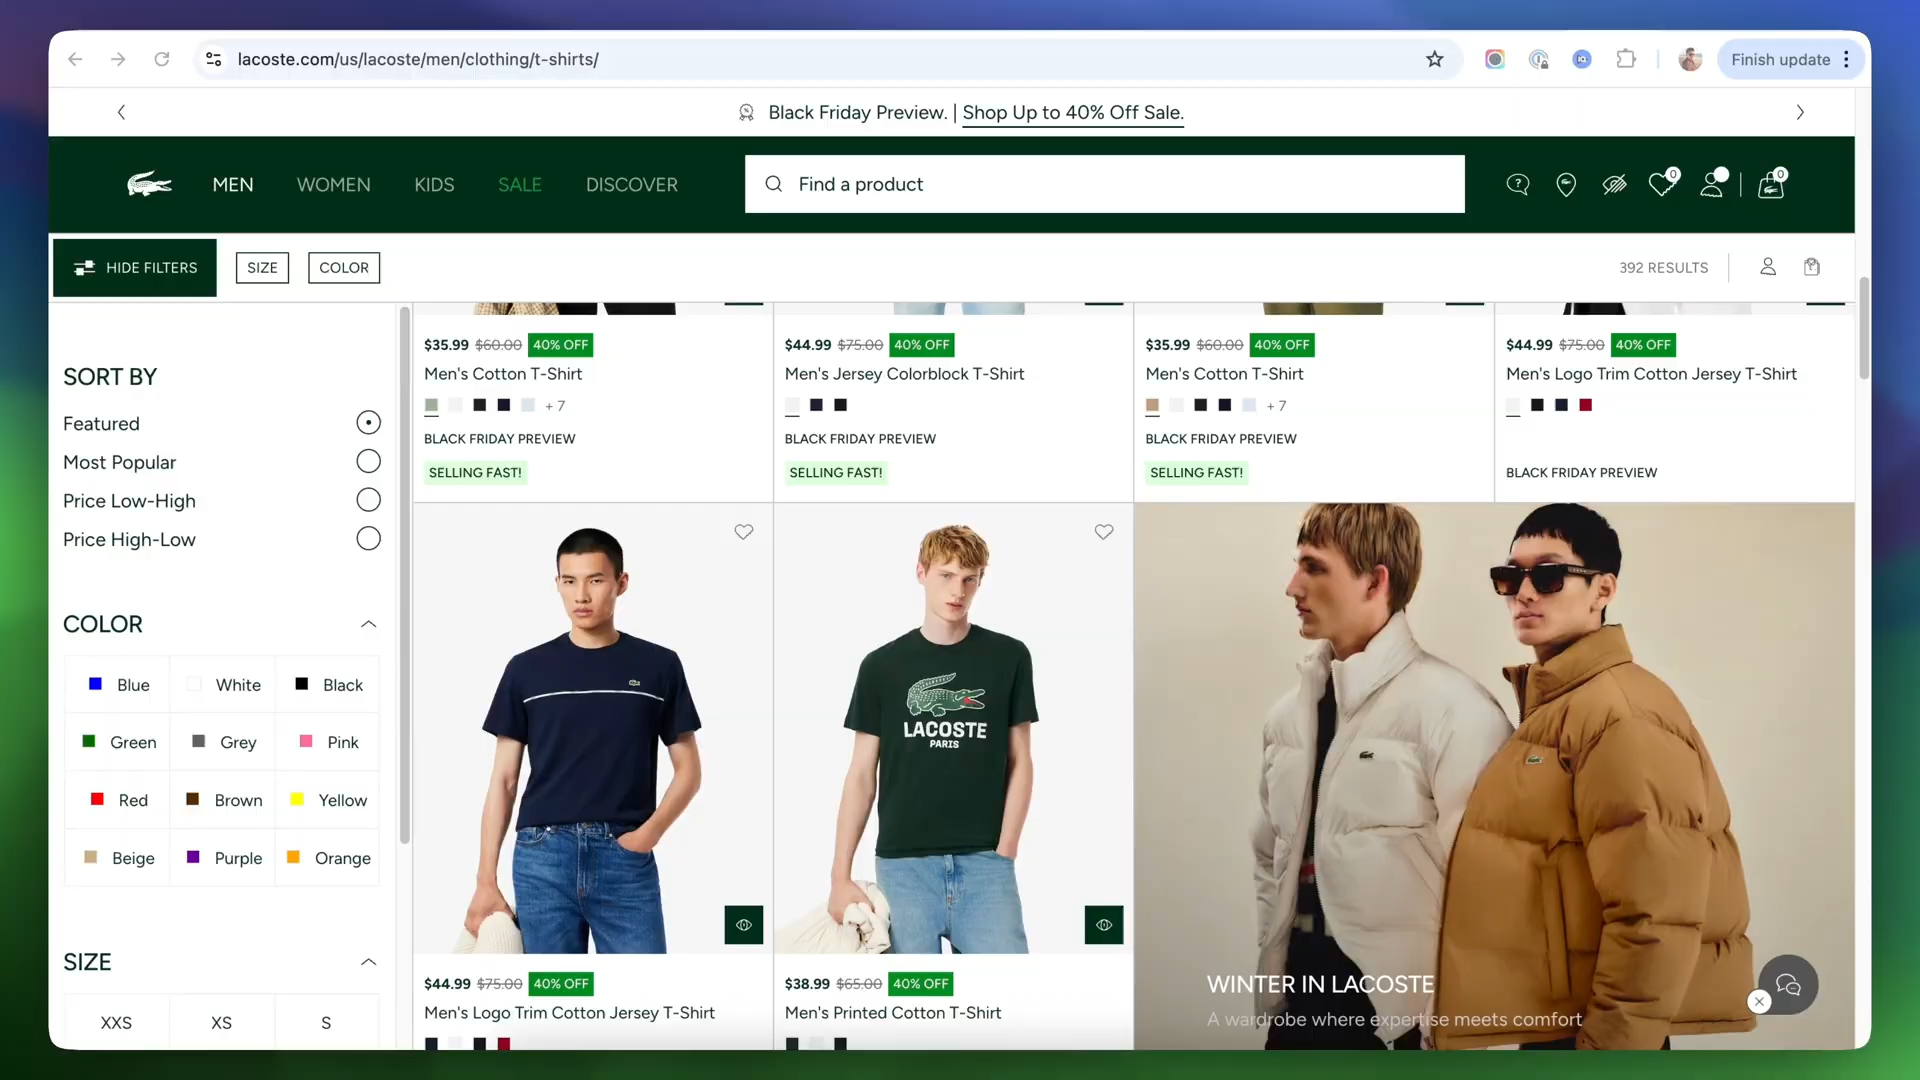 lacoste.com/us/lacoste/men/clothing/t-shirts/
Finish update
Black Friday Preview. | Shop Up to 40% Off Sale.
MEN
WOMEN
KIDS
SALE
DISCOVER
Find a product
0
0
HIDE FILTERS
SIZE
COLOR
392 RESULTS
SORT BY
Featured
Most Popular
Price Low-High
Price High-Low
COLOR
Blue
White
Black
Green
Grey
Pink
Red
Brown
Yellow
Beige
Purple
Orange
SIZE
XXS
XS
S
$35.99 $60.00 40% OFF
Men's Cotton T-Shirt
+ 7
BLACK FRIDAY PREVIEW
SELLING FAST!
$44.99 $75.00 40% OFF
Men's Jersey Colorblock T-Shirt
BLACK FRIDAY PREVIEW
SELLING FAST!
$35.99 $60.00 40% OFF
Men's Cotton T-Shirt
+ 7
BLACK FRIDAY PREVIEW
SELLING FAST!
$44.99 $75.00 40% OFF
Men's Logo Trim Cotton Jersey T-Shirt
BLACK FRIDAY PREVIEW
LACOSTE
PARIS
$44.99 $75.00 40% OFF
Men's Logo Trim Cotton Jersey T-Shirt
$38.99 $65.00 40% OFF
Men's Printed Cotton T-Shirt
WINTER IN LACOSTE
A wardrobe where expertise meets comfort